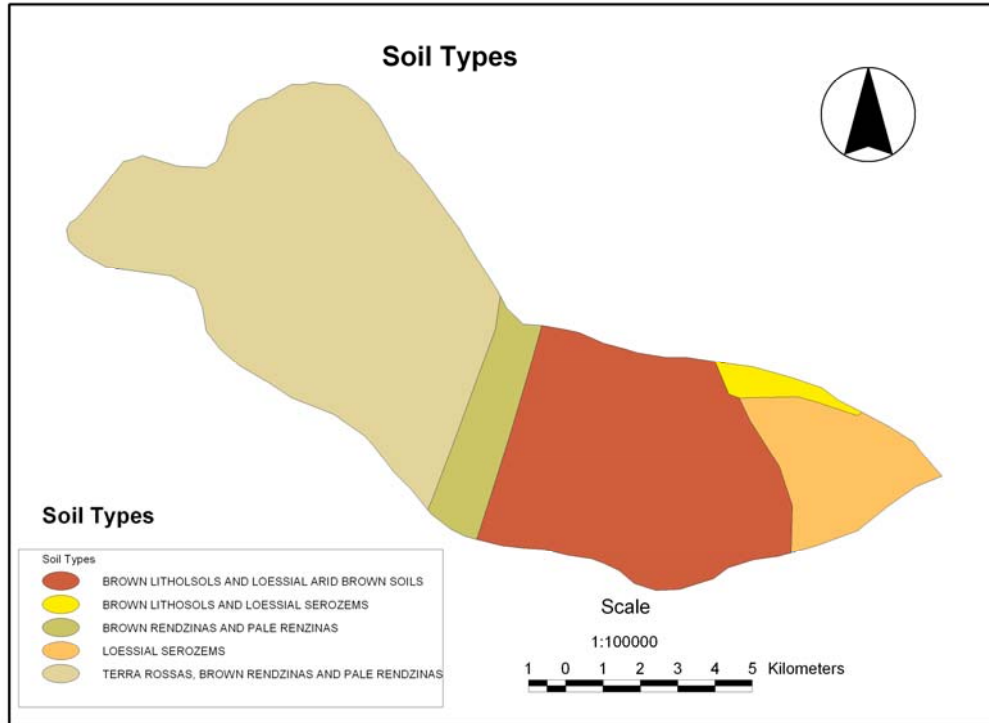 Soil Types
Soil Types
Soil Types
BROWN LITHOLSOLS AND LOESSIAL ARID BROWN SOILS
BROWN LITHOSOLS AND LOESSIAL SEROZEMS
BROWN RENDZINAS AND PALE RENZINAS
LOESSIAL SEROZEMS
TERRA ROSSAS, BROWN RENDZINAS AND PALE RENDZINAS
Scale
1:100000
1 0 1 2 3 4 5 Kilometers